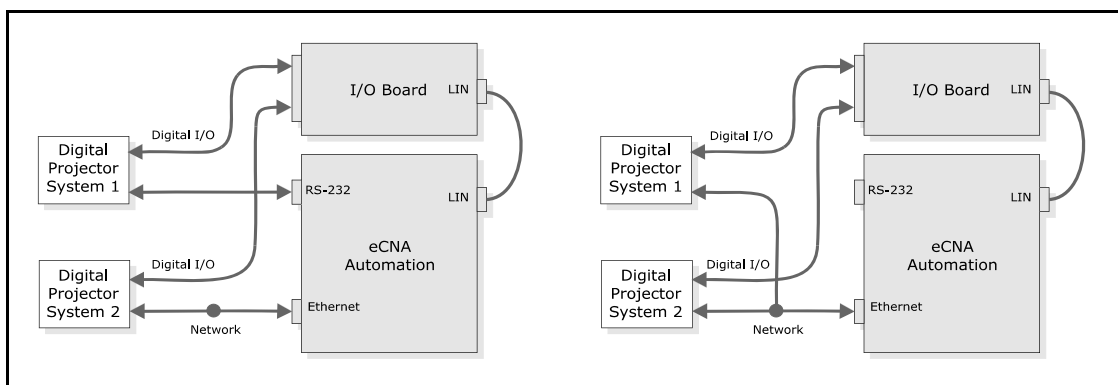 I/O Board
LIN
Digital I/O
Digital
Projector
System 1
RS-232
LIN
eCNA
Automation
Digital I/O
Digital
Projector
System 2
Ethernet
Network
I/O Board
LIN
Digital I/O
Digital
Projector
System 1
RS-232
LIN
eCNA
Automation
Digital I/O
Digital
Projector
System 2
Ethernet
Network